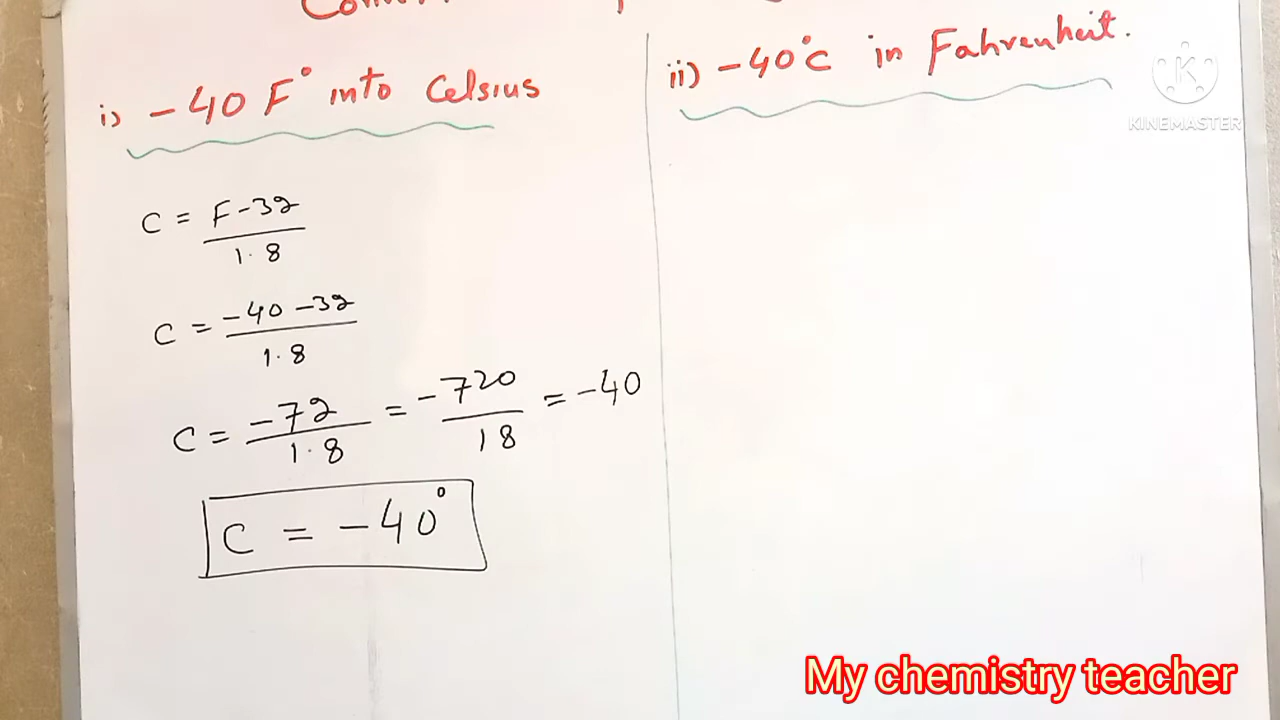 i) -40 F° into Celsius
C = F-32 / 1.8
C = -40 -32 / 1.8
C = -72 / 1.8 = -720 / 18 = -40
C = -40°
ii) -40°C in Fahrenheit.
KINEMASTER
My chemistry teacher